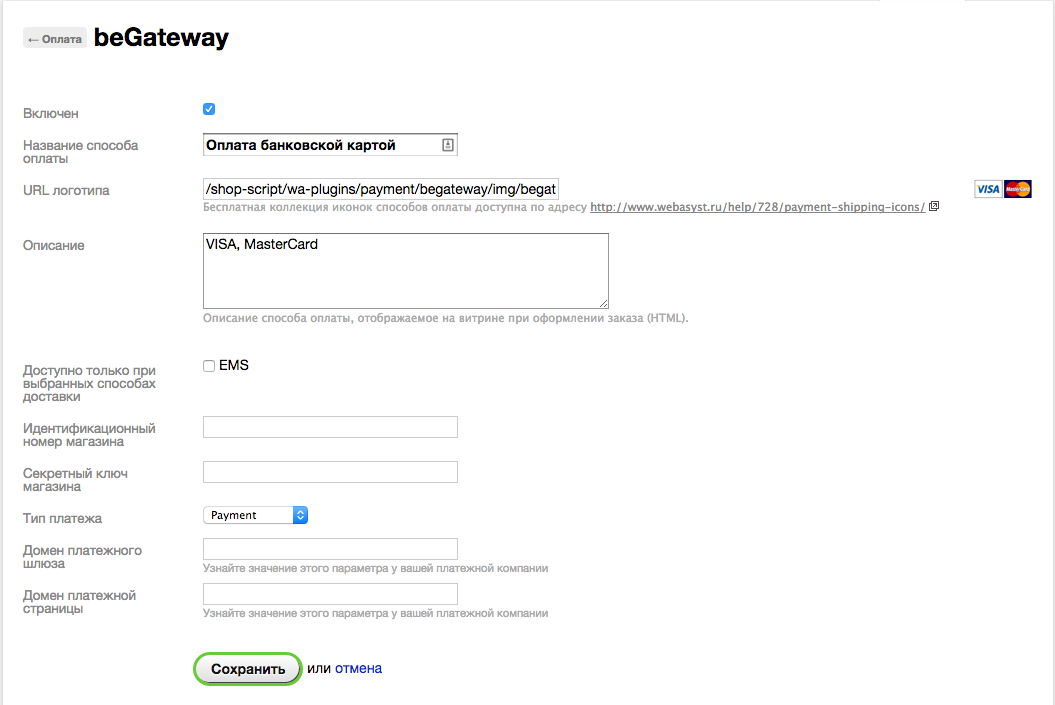 ← Оплата beGateway
Включен
Название способа
оплаты
Оплата банковской картой
URL логотипа
/shop-script/wa-plugins/payment/begateway/img/begat
VISA MasterCard
Бесплатная коллекция иконок способов оплаты доступна по адресу http://www.webasyst.ru/help/728/payment-shipping-icons/
Описание
VISA, MasterCard
Описание способа оплаты, отображаемое на витрине при оформлении заказа (HTML).
Доступно только при
выбранных способах
доставки
EMS
Идентификационный
номер магазина
Секретный ключ
магазина
Тип платежа
Payment
Домен платежного
шлюза
Узнайте значение этого параметра у вашей платежной компании
Домен платежной
страницы
Узнайте значение этого параметра у вашей платежной компании
Сохранить или отмена